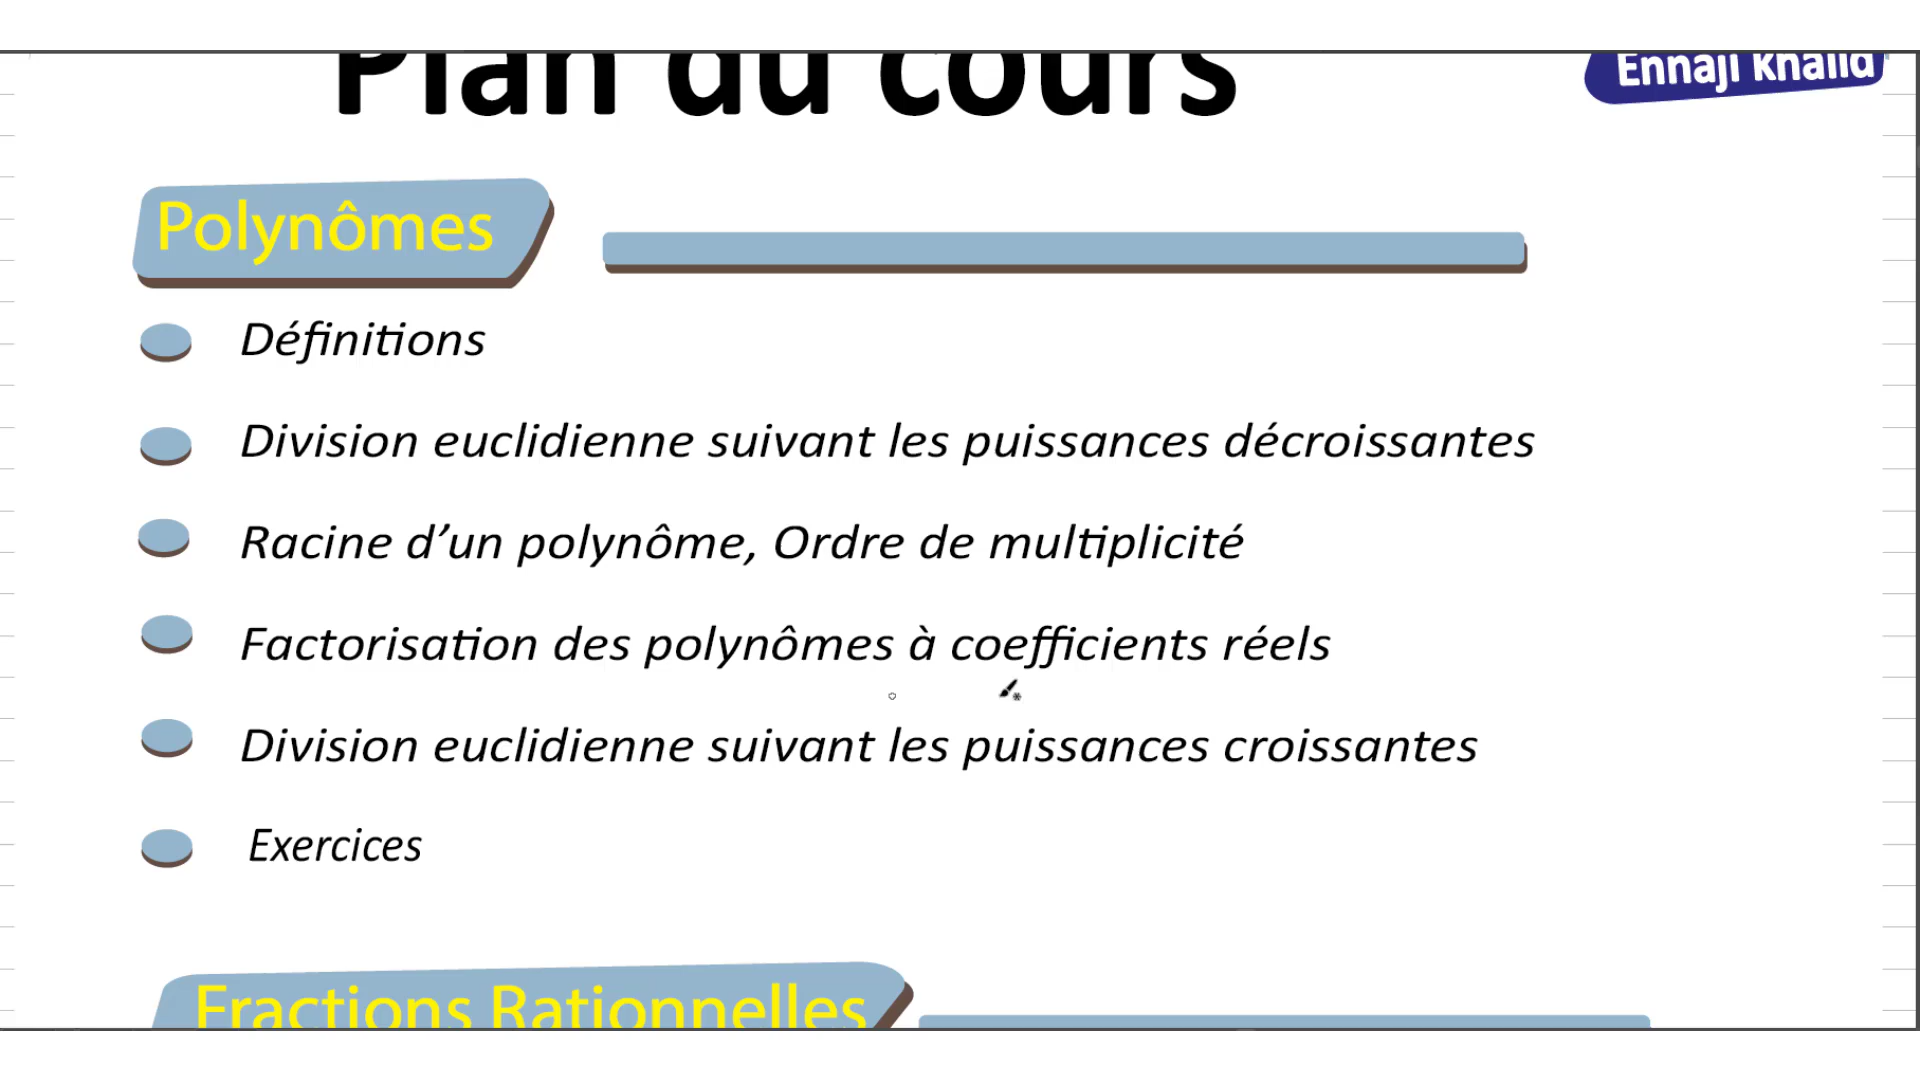 Plan du cours
Ennaji Khalid
Polynômes
Définitions
Division euclidienne suivant les puissances décroissantes
Racine d’un polynôme, Ordre de multiplicité
Factorisation des polynômes à coefficients réels
Division euclidienne suivant les puissances croissantes
Exercices
Fractions Rationnelles